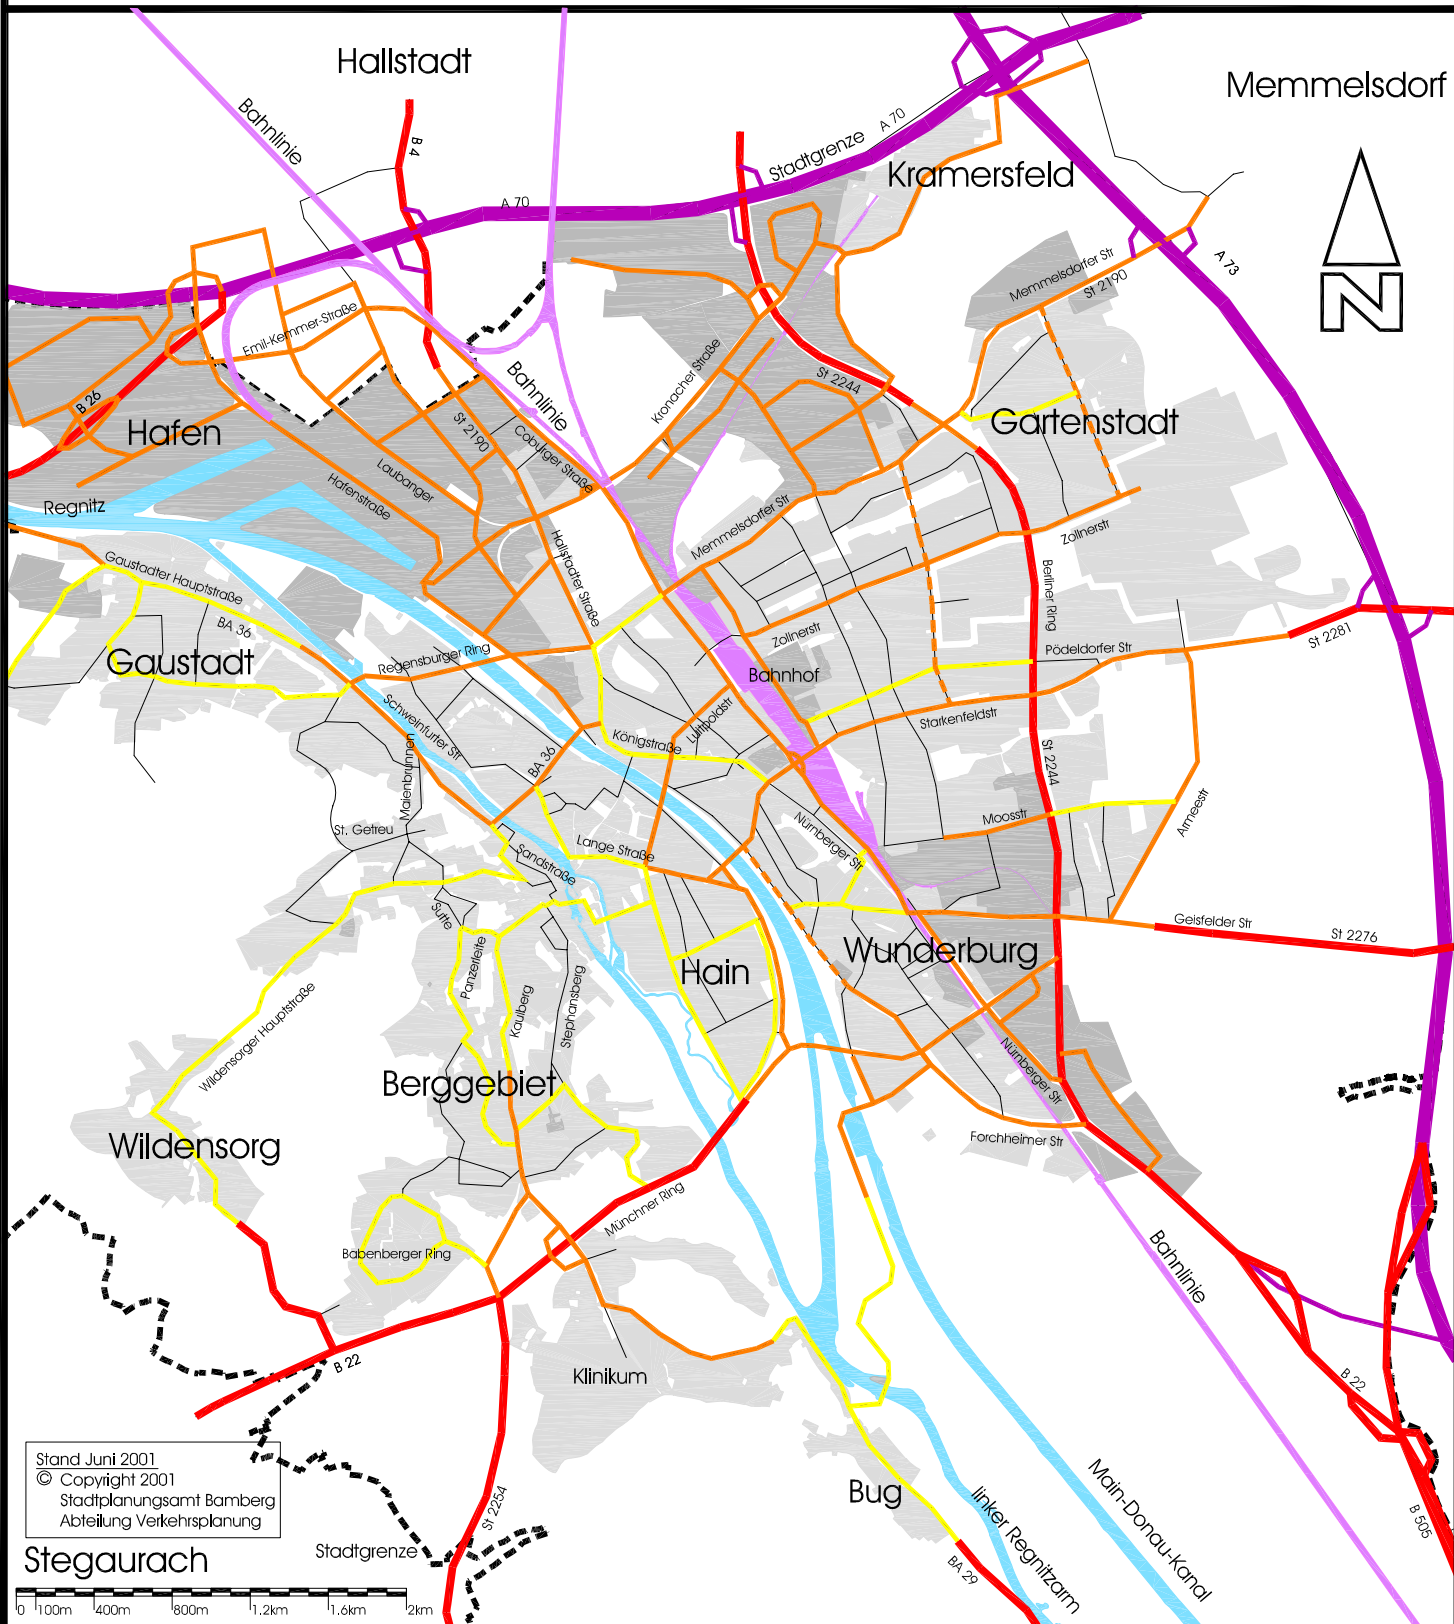 Hallstadt
Memmelsdorf
Bahnlinie
B 4
Stadtgrenze
A 70
Kramersfeld
A 70
Memmelsdorfer Str
St 2190
A 73
N
Emil-Kemmer-Straße
Bahnlinie
Kronacher Straße
St 2244
B 26
Hafen
St 2190
Coburger Straße
Gartenstadt
Laubanger
Hafenstraße
Regnitz
Memmelsdorfer Str
Zollnerstr
Hallstadter Straße
Gaustadter Hauptstraße
BA 36
Berliner Ring
Zollnerstr
Gaustadt
Regensburger Ring
Bahnhof
Pödeldorfer Str
St 2281
Schweinfurter Str
Luitpoldstr
Starkenfeldstr
Königstraße
BA 36
Maienbrunnen
St 2244
St. Getreu
Lange Straße
Nürnberger Str
Moosstr
Armeestr
Sandstraße
Sutte
Geisfelder Str
St 2276
Panzerleite
Wunderburg
Hain
Kaulberg
Stephansberg
Wildensorger Hauptstraße
Nürnberger Str
Berggebiet
Wildensorg
Forchheimer Str
Münchner Ring
Babenberger Ring
Bahnlinie
B 22
Klinikum
B 22
Stand Juni 2001
© Copyright 2001
Stadtplanungsamt Bamberg
Abteilung Verkehrsplanung
Bug
linker Regnitzarm
Main-Donau-Kanal
B 505
St 2254
Stegaurach
Stadtgrenze
BA 29
0 100m 400m 800m 1.2km 1.6km 2km